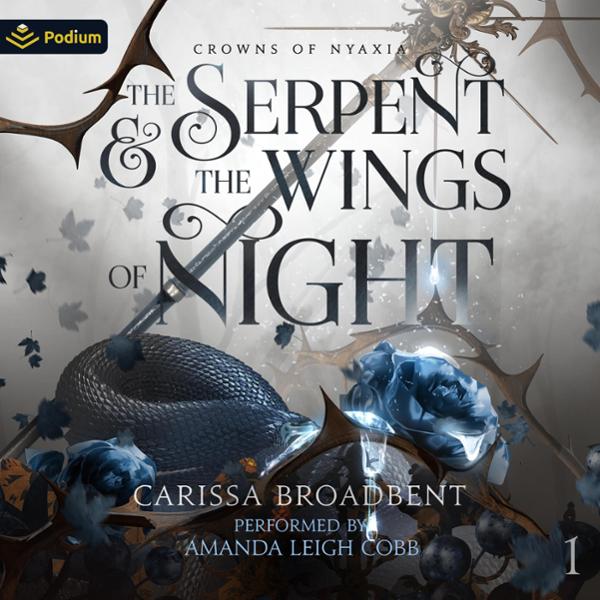 Podium
CROWNS OF NYAXIA
THE SERPENT
& THE WINGS
OF NIGHT
CARISSA BROADBENT
PERFORMED BY
AMANDA LEIGH COBB
1